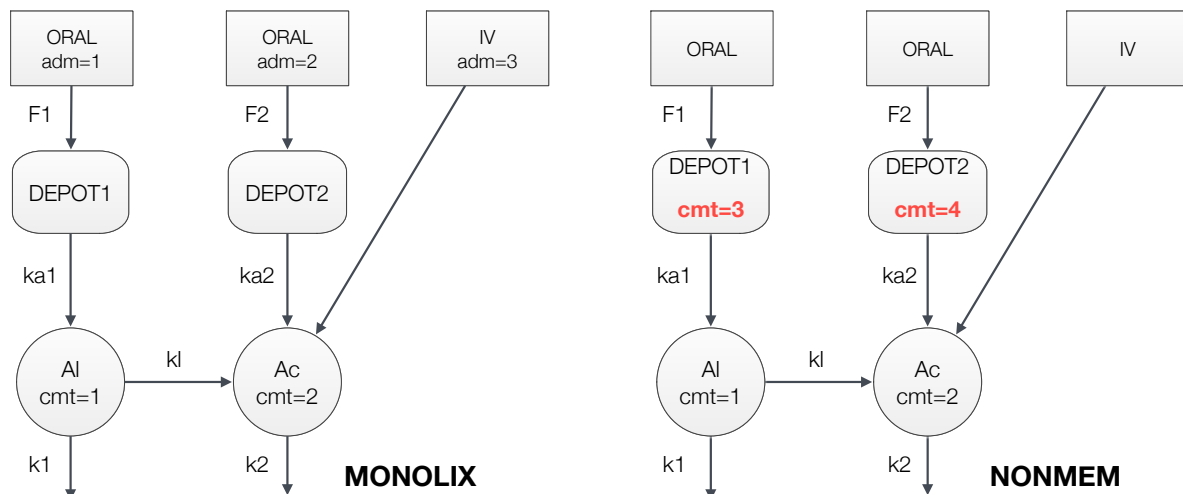 ORAL
adm=1
ORAL
adm=2
IV
adm=3
F1
F2
DEPOT1
DEPOT2
ka1
ka2
Al
cmt=1
kl
Ac
cmt=2
k1
k2
MONOLIX
ORAL
ORAL
IV
F1
F2
DEPOT1
cmt=3
DEPOT2
cmt=4
ka1
ka2
Al
cmt=1
kl
Ac
cmt=2
k1
k2
NONMEM